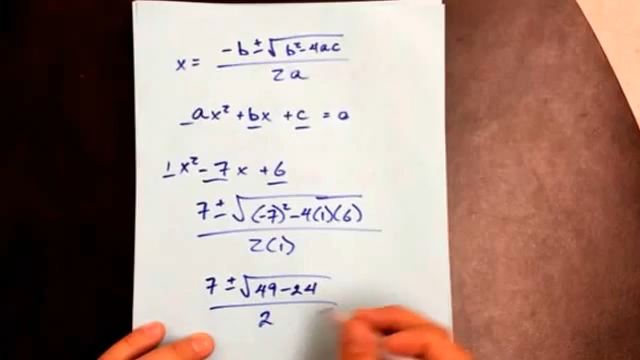 x = -b ± √b² - 4ac / 2a
ax² + bx + c = 0
1x² - 7x + 6
7 ± √(-7)² - 4(1)(6) / 2(1)
7 ± √49 - 24 / 2